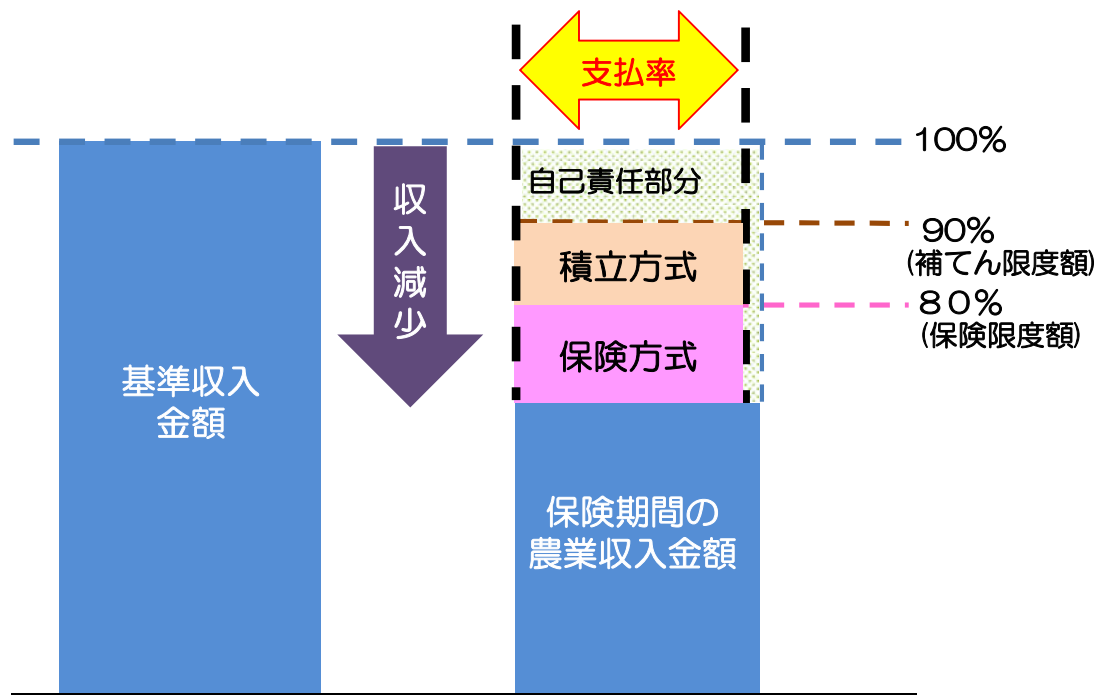 支払率
100%
自己責任部分
90%
(補てん限度額)
収入減少
積立方式
８０%
(保険限度額)
保険方式
基準収入
金額
保険期間の
農業収入金額